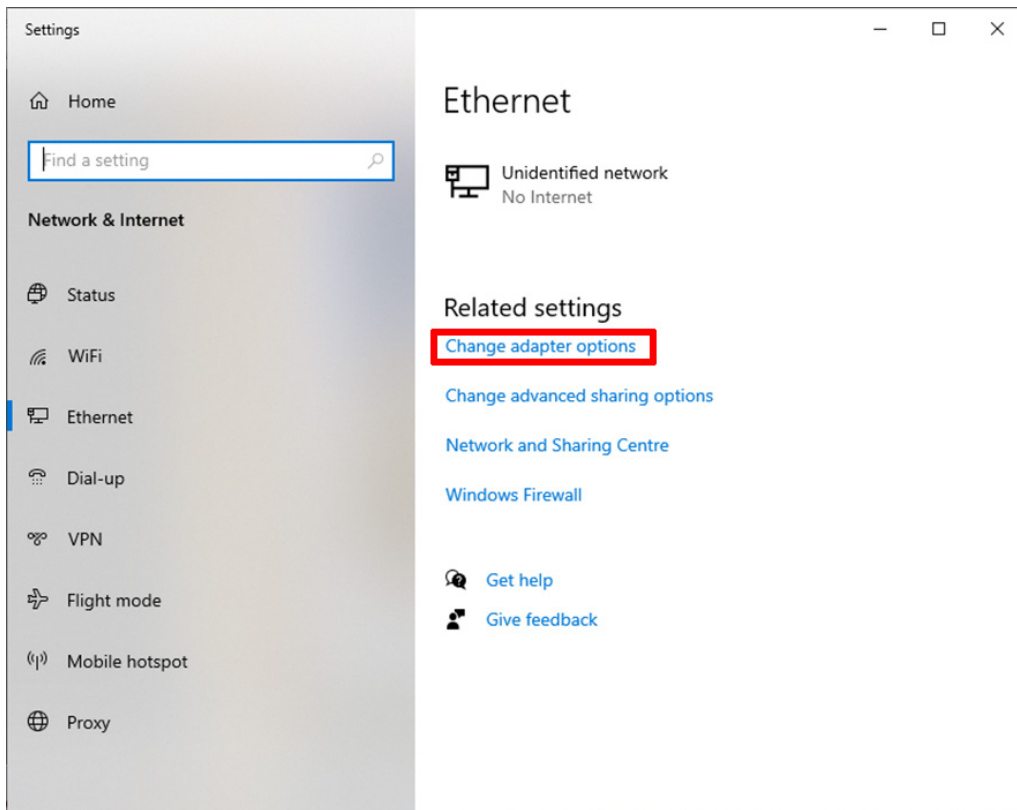 Settings
Home
Find a setting
Network & Internet
Status
WiFi
Ethernet
Dial-up
VPN
Flight mode
Mobile hotspot
Proxy
Ethernet
Unidentified network
No Internet
Related settings
Change adapter options
Change advanced sharing options
Network and Sharing Centre
Windows Firewall
Get help
Give feedback